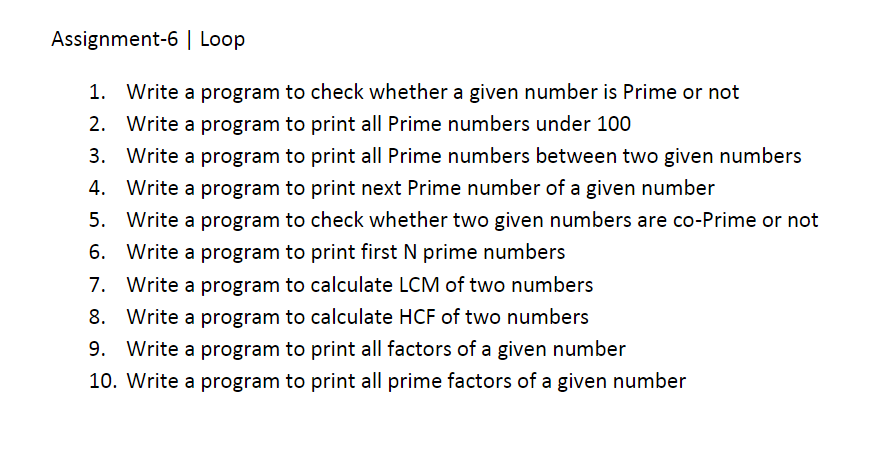 Assignment-6 | Loop
1. Write a program to check whether a given number is Prime or not
2. Write a program to print all Prime numbers under 100
3. Write a program to print all Prime numbers between two given numbers
4. Write a program to print next Prime number of a given number
5. Write a program to check whether two given numbers are co-Prime or not
6. Write a program to print first N prime numbers
7. Write a program to calculate LCM of two numbers
8. Write a program to calculate HCF of two numbers
9. Write a program to print all factors of a given number
10. Write a program to print all prime factors of a given number